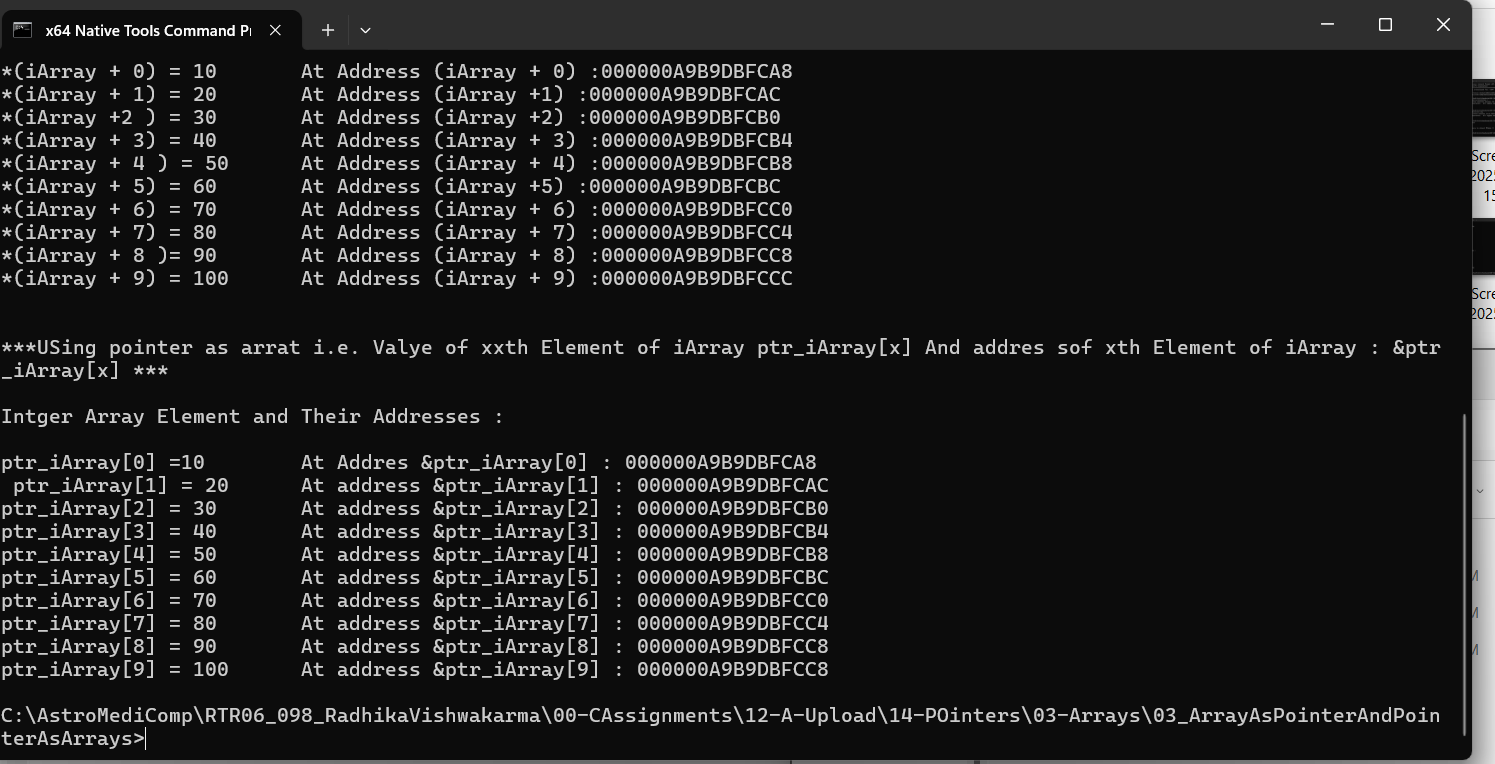 x64 Native Tools Command Pr
*(iArray + 0) = 10 At Address (iArray + 0) :000000A9B9DBFCA8
*(iArray + 1) = 20 At Address (iArray +1) :000000A9B9DBFCAC
*(iArray +2 ) = 30 At Address (iArray +2) :000000A9B9DBFCB0
*(iArray + 3) = 40 At Address (iArray + 3) :000000A9B9DBFCB4
*(iArray + 4 ) = 50 At Address (iArray + 4) :000000A9B9DBFCB8
*(iArray + 5) = 60 At Address (iArray +5) :000000A9B9DBFCBC
*(iArray + 6) = 70 At Address (iArray + 6) :000000A9B9DBFCC0
*(iArray + 7) = 80 At Address (iArray + 7) :000000A9B9DBFCC4
*(iArray + 8 )= 90 At Address (iArray + 8) :000000A9B9DBFCC8
*(iArray + 9) = 100 At Address (iArray + 9) :000000A9B9DBFCCC
***USing pointer as arrat i.e. Valye of xxth Element of iArray ptr_iArray[x] And addres sof xth Element of iArray : &ptr
_iArray[x] ***
Intger Array Element and Their Addresses :
ptr_iArray[0] =10 At Addres &ptr_iArray[0] : 000000A9B9DBFCA8
ptr_iArray[1] = 20 At address &ptr_iArray[1] : 000000A9B9DBFCAC
ptr_iArray[2] = 30 At address &ptr_iArray[2] : 000000A9B9DBFCB0
ptr_iArray[3] = 40 At address &ptr_iArray[3] : 000000A9B9DBFCB4
ptr_iArray[4] = 50 At address &ptr_iArray[4] : 000000A9B9DBFCB8
ptr_iArray[5] = 60 At address &ptr_iArray[5] : 000000A9B9DBFCBC
ptr_iArray[6] = 70 At address &ptr_iArray[6] : 000000A9B9DBFCC0
ptr_iArray[7] = 80 At address &ptr_iArray[7] : 000000A9B9DBFCC4
ptr_iArray[8] = 90 At address &ptr_iArray[8] : 000000A9B9DBFCC8
ptr_iArray[9] = 100 At address &ptr_iArray[9] : 000000A9B9DBFCC8
C:\AstroMediComp\RTR06_098_RadhikaVishwakarma\00-CAssignments\12-A-Upload\14-POinters\03-Arrays\03_ArrayAsPointerAndPoin
terAsArrays>